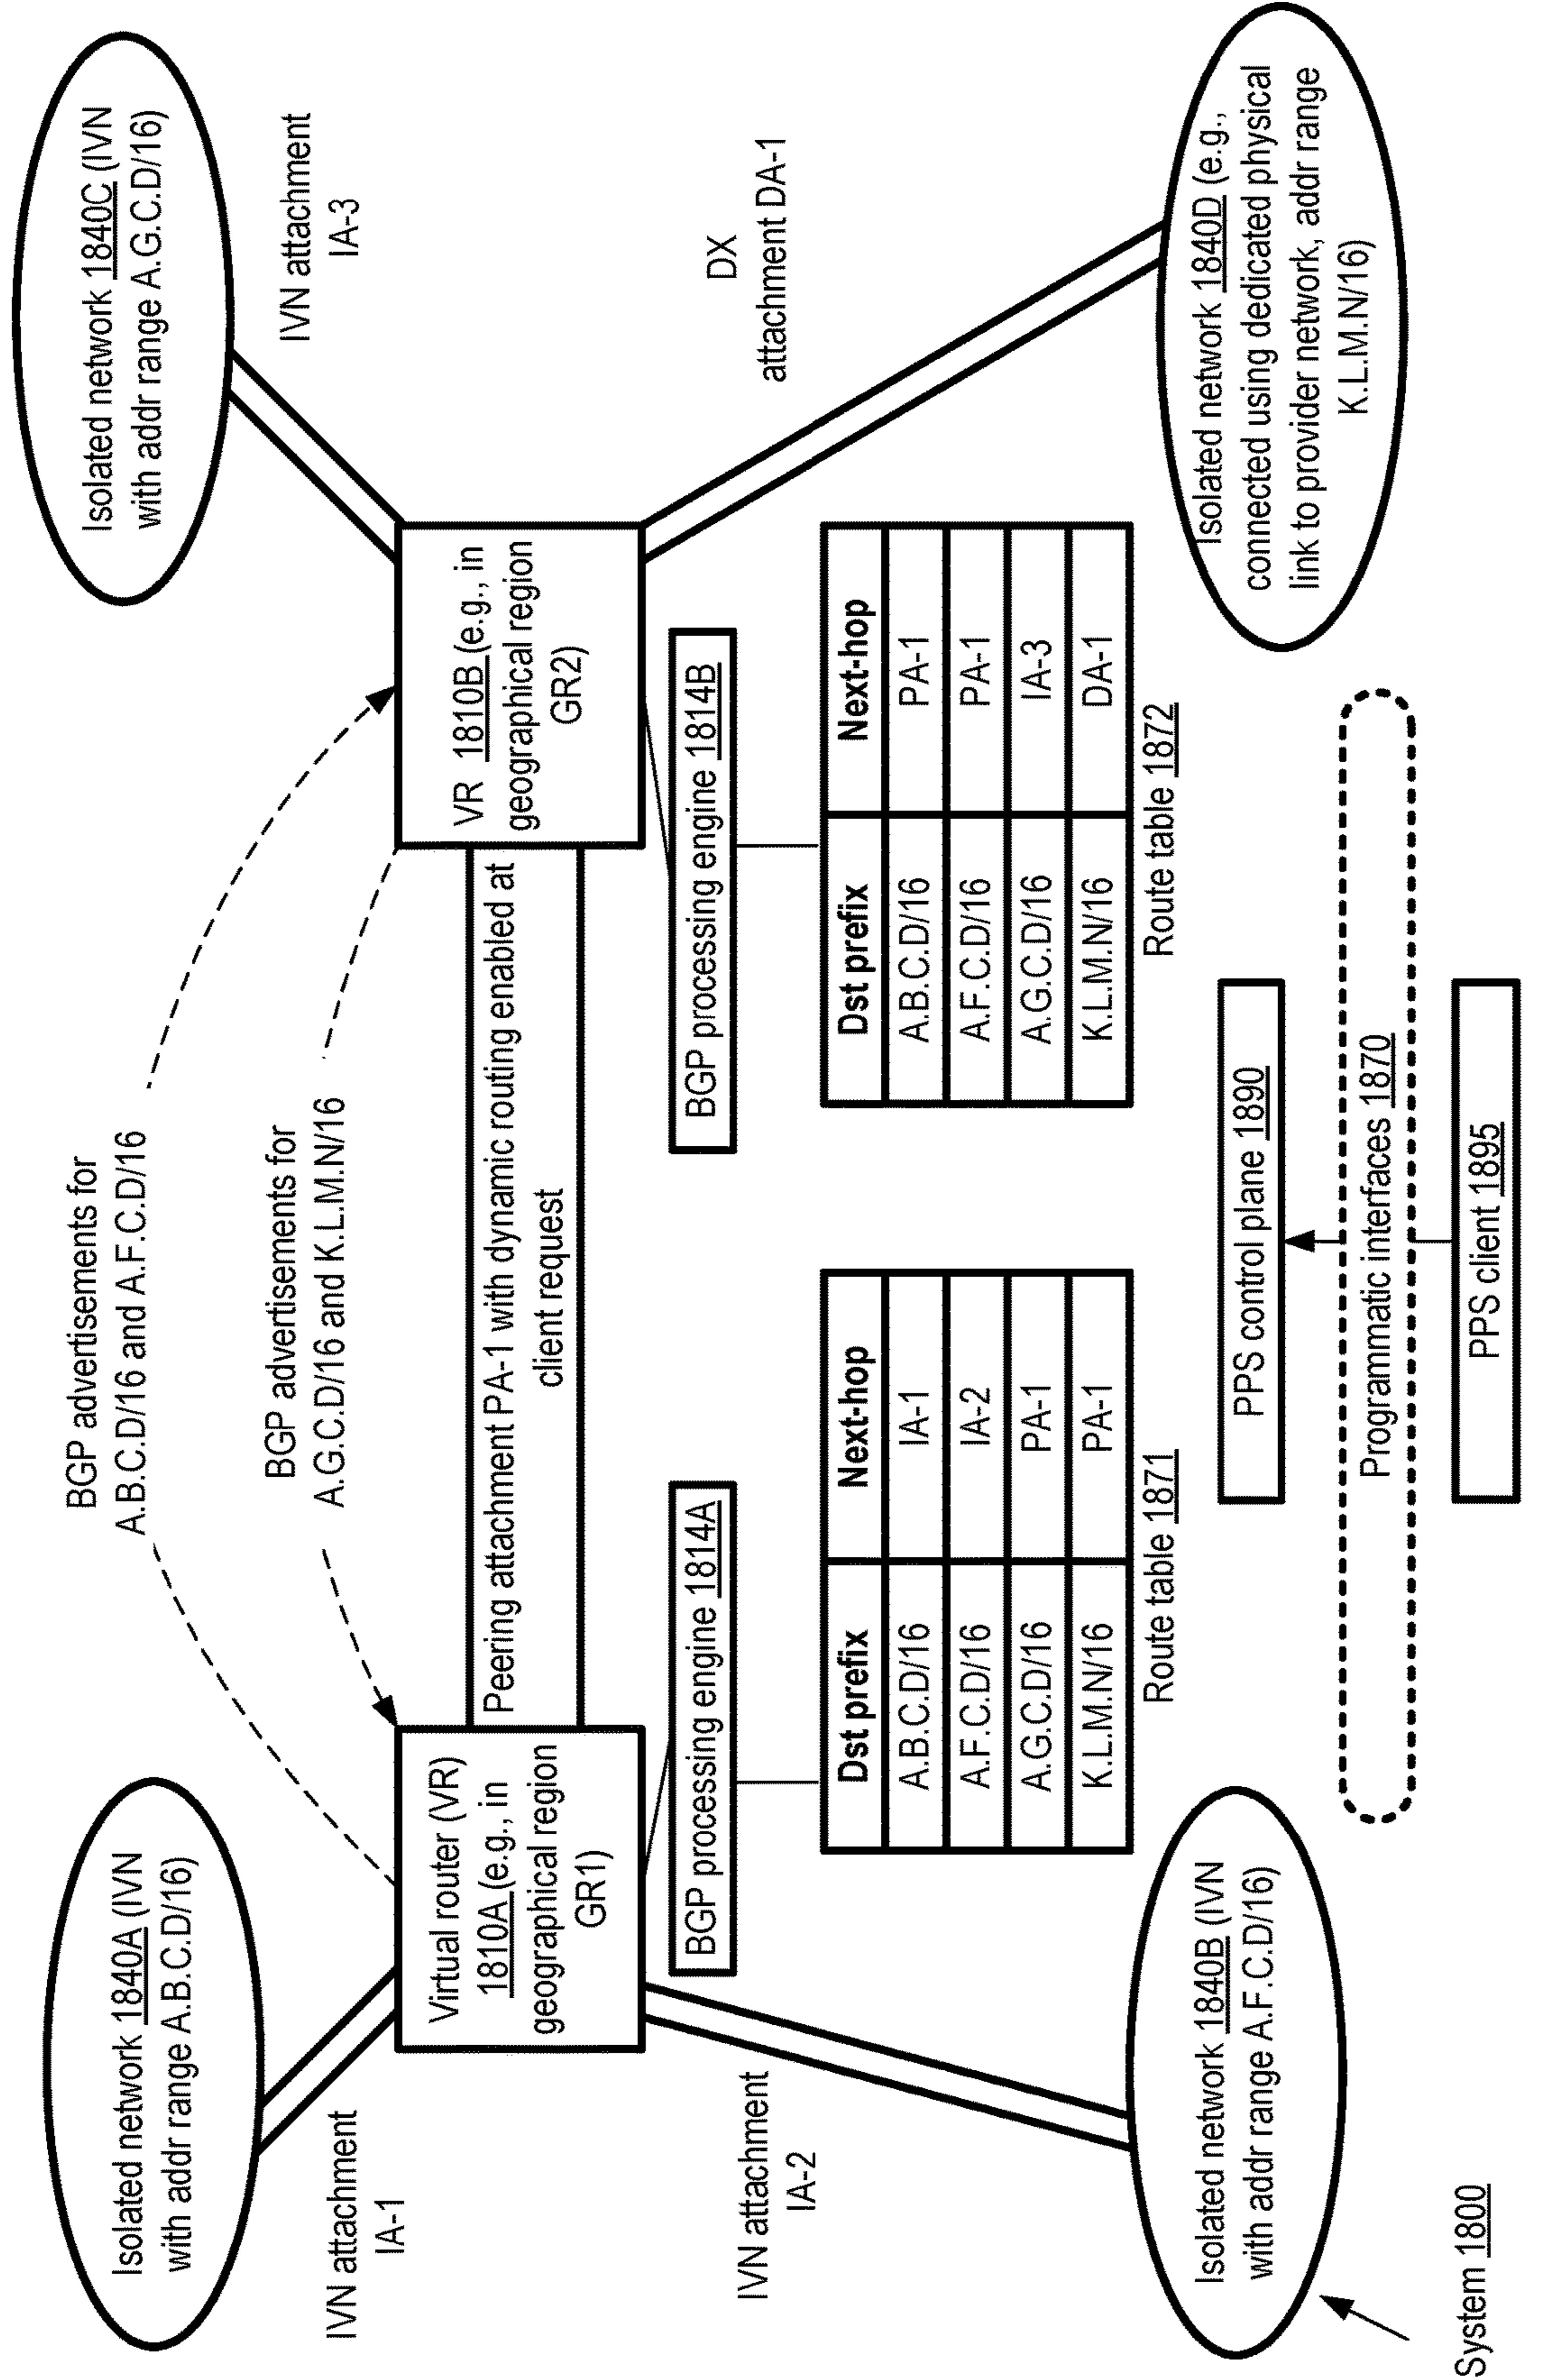 BGP advertisements for
A.B.C.D/16 and A.F.C.D/16
Isolated network 1840A (IVN
with addr range A.B.C.D/16)
Isolated network 1840C (IVN
with addr range A.G.C.D/16)
BGP advertisements for
A.G.C.D/16 and K.L.M.N/16
IVN attachment
IA-1
IVN attachment
IA-3
Virtual router (VR)
1810A (e.g., in
geographical region
GR1)
Peering attachment PA-1 with dynamic routing enabled at
client request
VR 1810B (e.g., in
geographical region
GR2)
BGP processing engine 1814A
BGP processing engine 1814B
IVN attachment
IA-2
DX
attachment DA-1
Dst prefix Next-hop
A.B.C.D/16 IA-1
A.F.C.D/16 IA-2
A.G.C.D/16 PA-1
K.L.M.N/16 PA-1
Route table 1871
Dst prefix Next-hop
A.B.C.D/16 PA-1
A.F.C.D/16 PA-1
A.G.C.D/16 IA-3
K.L.M.N/16 DA-1
Route table 1872
Isolated network 1840B (IVN
with addr range A.F.C.D/16)
Isolated network 1840D (e.g.,
connected using dedicated physical
link to provider network, addr range
K.L.M.N/16)
PPS control plane 1890
Programmatic interfaces 1870
PPS client 1895
System 1800